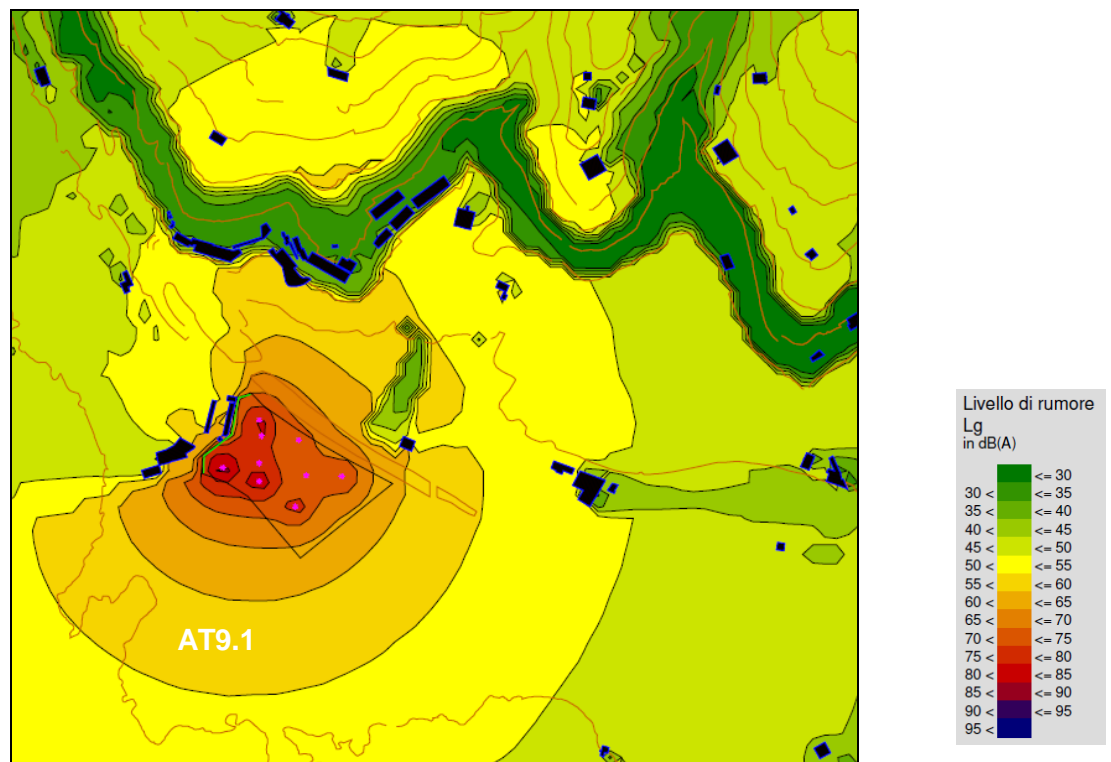 AT9.1
Livello di rumore
Lg
in dB(A)
<= 30
30 < <= 35
35 < <= 40
40 < <= 45
45 < <= 50
50 < <= 55
55 < <= 60
60 < <= 65
65 < <= 70
70 < <= 75
75 < <= 80
80 < <= 85
85 < <= 90
90 < <= 95
95 <